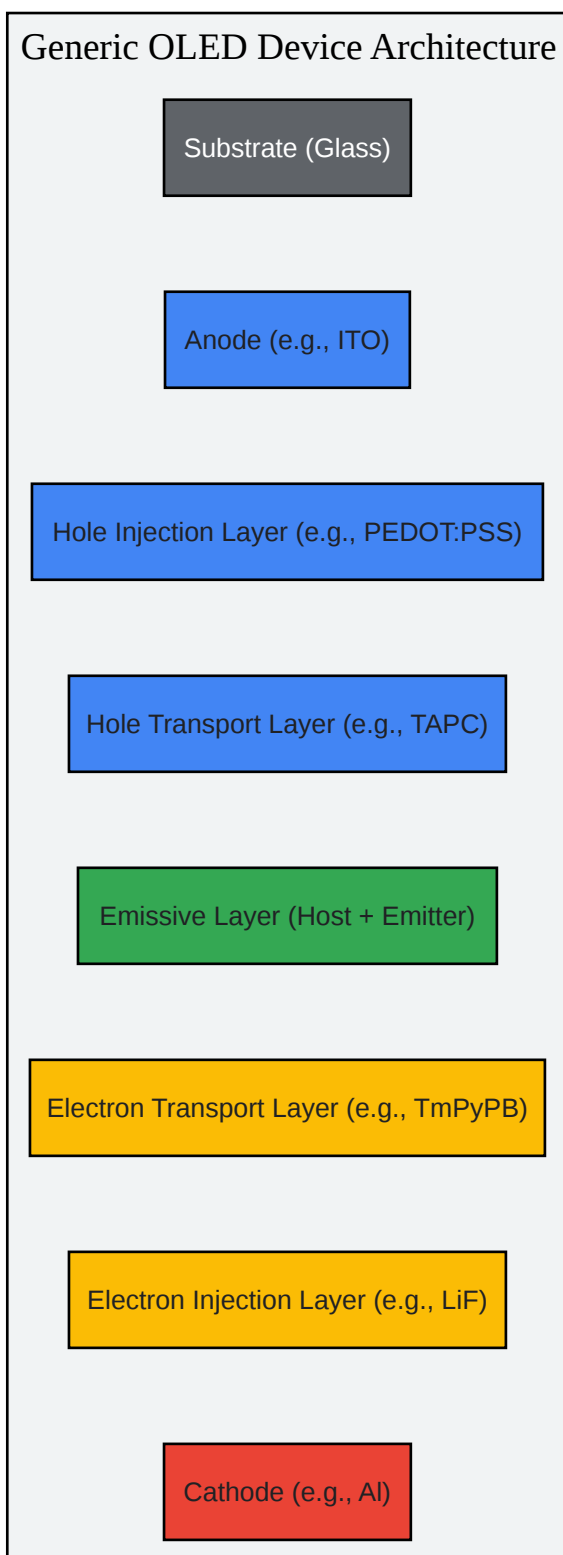 Generic OLED Device Architecture
Substrate (Glass)
Anode (e.g., ITO)
Hole Injection Layer (e.g., PEDOT:PSS)
Hole Transport Layer (e.g., TAPC)
Emissive Layer (Host + Emitter)
Electron Transport Layer (e.g., TmPyPB)
Electron Injection Layer (e.g., LiF)
Cathode (e.g., Al)